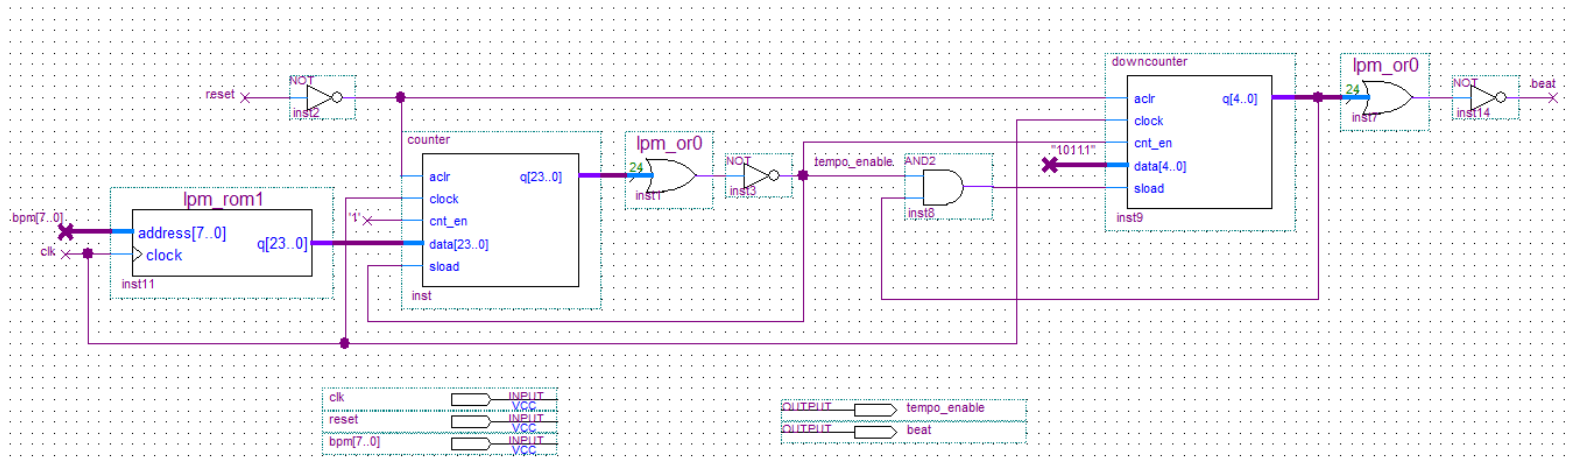 reset
NOT
inst2
bpm[7..0]
clk
lpm_rom1
address[7..0]
q[23..0]
clock
inst11
counter
aclr
q[23..0]
clock
'1'
cnt_en
data[23..0]
sload
inst
lpm_or0
24
inst1
NOT
inst3
tempo_enable
AND2
inst8
downcounter
aclr
q[4..0]
clock
cnt_en
"10111"
data[4..0]
sload
inst9
lpm_or0
24
inst7
NOT
inst14
beat
clk
INPUT
VCC
reset
INPUT
VCC
bpm[7..0]
INPUT
VCC
OUTPUT
tempo_enable
OUTPUT
beat